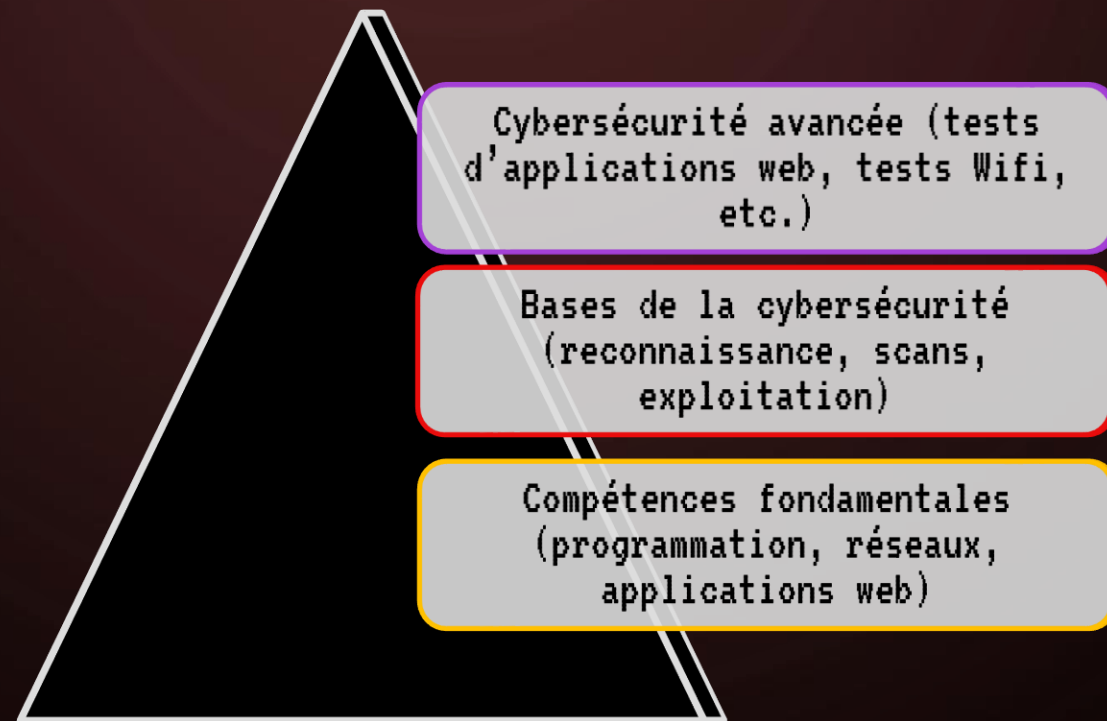 Cybersécurité avancée (tests
d'applications web, tests Wifi,
etc.)
Bases de la cybersécurité
(reconnaissance, scans,
exploitation)
Compétences fondamentales
(programmation, réseaux,
applications web)